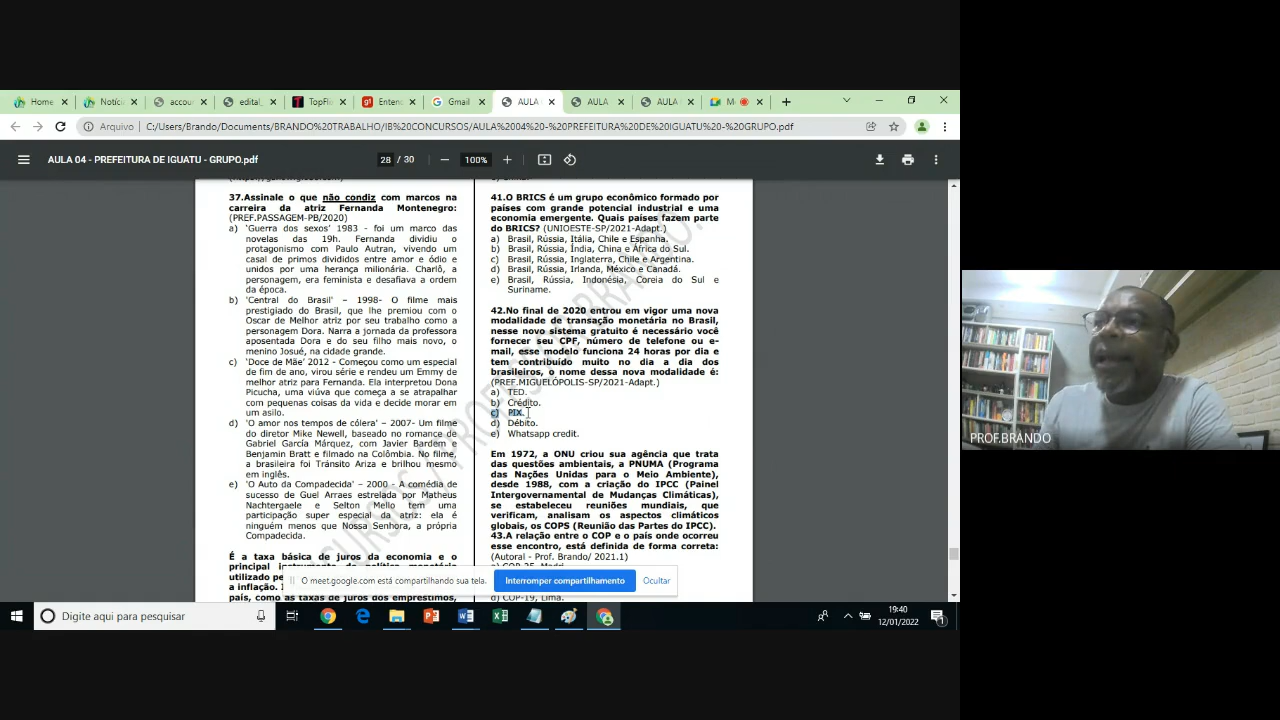 Home
Notíci
accou
edital_
TopFlo
Enten
Gmail
AULA
AULA
AULA
M
Arquivo
C:/Users/Brando/Documents/BRANDO%20TRABALHO/IB%20CONCURSOS/AULA%2004%20-%20PREFEITURA%20DE%20IGUATU%20-%20GRUPO.pdf
AULA 04 - PREFEITURA DE IGUATU - GRUPO.pdf
28 / 30
100%
37.Assinale o que não condiz com marcos na
carreira da atriz Fernanda Montenegro:
(PREF.PASSAGEM-PB/2020)
a) 'Guerra dos sexos' 1983 - foi um marco das
novelas das 19h. Fernanda dividiu o
protagonismo com Paulo Autran, vivendo um
casal de primos divididos entre amor e ódio e
unidos por uma herança milionária. Charlô, a
personagem, era feminista e desafiava a ordem
da época.
b) 'Central do Brasil' – 1998- O filme mais
prestigiado do Brasil, que lhe premiou com o
Oscar de Melhor atriz por seu trabalho como a
personagem Dora. Narra a jornada da professora
aposentada Dora e do seu filho mais novo, o
menino Josué, na cidade grande.
c) 'Doce de Mãe' 2012 - Começou como um especial
de fim de ano, virou série e rendeu um Emmy de
melhor atriz para Fernanda. Ela interpretou Dona
Picucha, uma viúva que começa a se atrapalhar
com pequenas coisas da vida e decide morar em
um asilo.
d) 'O amor nos tempos de cólera' – 2007- Um filme
do diretor Mike Newell, baseado no romance de
Gabriel García Márquez, com Javier Bardem e
Benjamin Bratt e filmado na Colômbia. No filme,
a brasileira foi Tránsito Ariza e brilhou mesmo
em inglês.
e) 'O Auto da Compadecida' – 2000 - A comédia de
sucesso de Guel Arraes estrelada por Matheus
Nachtergaele e Selton Mello tem uma
participação super especial da atriz: ela é
ninguém menos que Nossa Senhora, a própria
Compadecida.
É a taxa básica de juros da economia e o
principal
utilizado pe
a inflação.
país, como as taxas de juros dos empréstimos,
41.O BRICS é um grupo econômico formado por
países com grande potencial industrial e uma
economia emergente. Quais países fazem parte
do BRICS? (UNIOESTE-SP/2021-Adapt.)
a) Brasil, Rússia, Itália, Chile e Espanha.
b) Brasil, Rússia, Índia, China e África do Sul.
c) Brasil, Rússia, Inglaterra, Chile e Argentina.
d) Brasil, Rússia, Irlanda, México e Canadá.
e) Brasil, Rússia, Indonésia, Coreia do Sul e
Suriname.
42.No final de 2020 entrou em vigor uma nova
modalidade de transação monetária no Brasil,
nesse novo sistema gratuito é necessário você
fornecer seu CPF, número de telefone ou e-
mail, esse modelo funciona 24 horas por dia e
tem contribuído muito no dia a dia dos
brasileiros, o nome dessa nova modalidade é:
(PREF.MIGUELÓPOLIS-SP/2021-Adapt.)
a) TED.
b) Crédito.
c) PIX.
d) Débito.
e) Whatsapp credit.
Em 1972, a ONU criou sua agência que trata
das questões ambientais, a PNUMA (Programa
das Nações Unidas para o Meio Ambiente),
desde 1988, com a criação do IPCC (Painel
Intergovernamental de Mudanças Climáticas),
se estabeleceu reuniões mundiais, que
verificam, analisam os aspectos climáticos
globais, os COPS (Reunião das Partes do IPCC).
43.A relação entre o COP e o país onde ocorreu
esse encontro, está definida de forma correta:
(Autoral - Prof. Brando/ 2021.1)
d) COP-19, Lima.
O meet.google.com está compartilhando sua tela.
Interromper compartilhamento
Ocultar
PROF.BRANDO
Digite aqui para pesquisar
19:40
12/01/2022